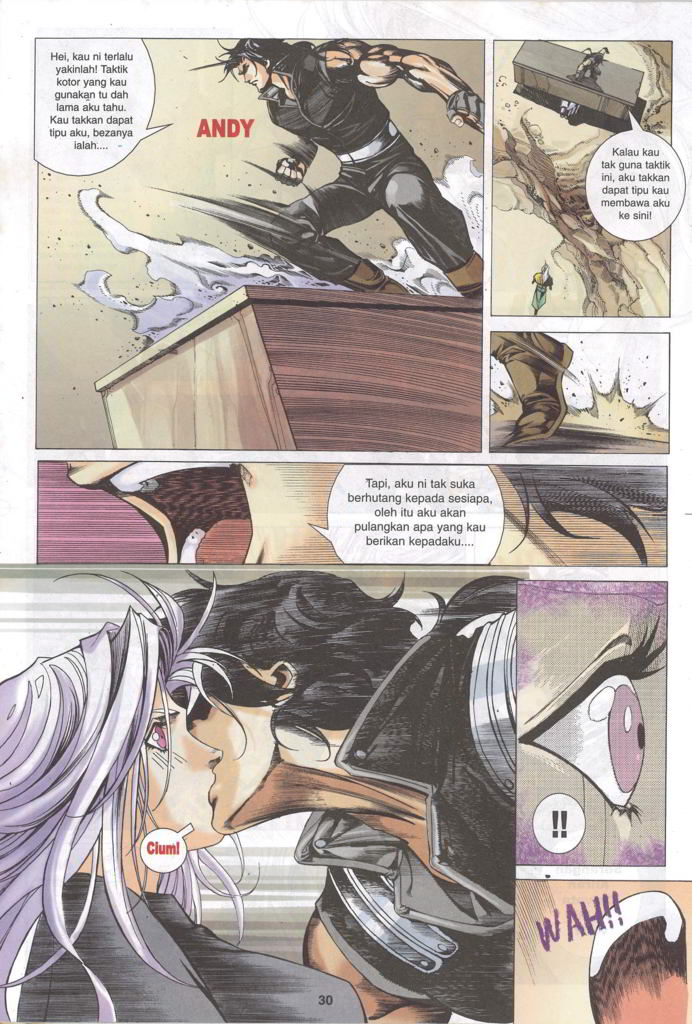 Hei, kau ni terlalu
yakinlah! Taktik
kotor yang kau
gunakan tu dah
lama aku tahu.
Kau takkan dapat
tipu aku, bezanya
ialah....
ANDY
Kalau kau
tak guna taktik
ini, aku takkan
dapat tipu kau
membawa aku
ke sini!
Tapi, aku ni tak suka
berhutang kepada sesiapa,
oleh itu aku akan
pulangkan apa yang kau
berikan kepadaku....
Cium!
!!
WAH!!
30